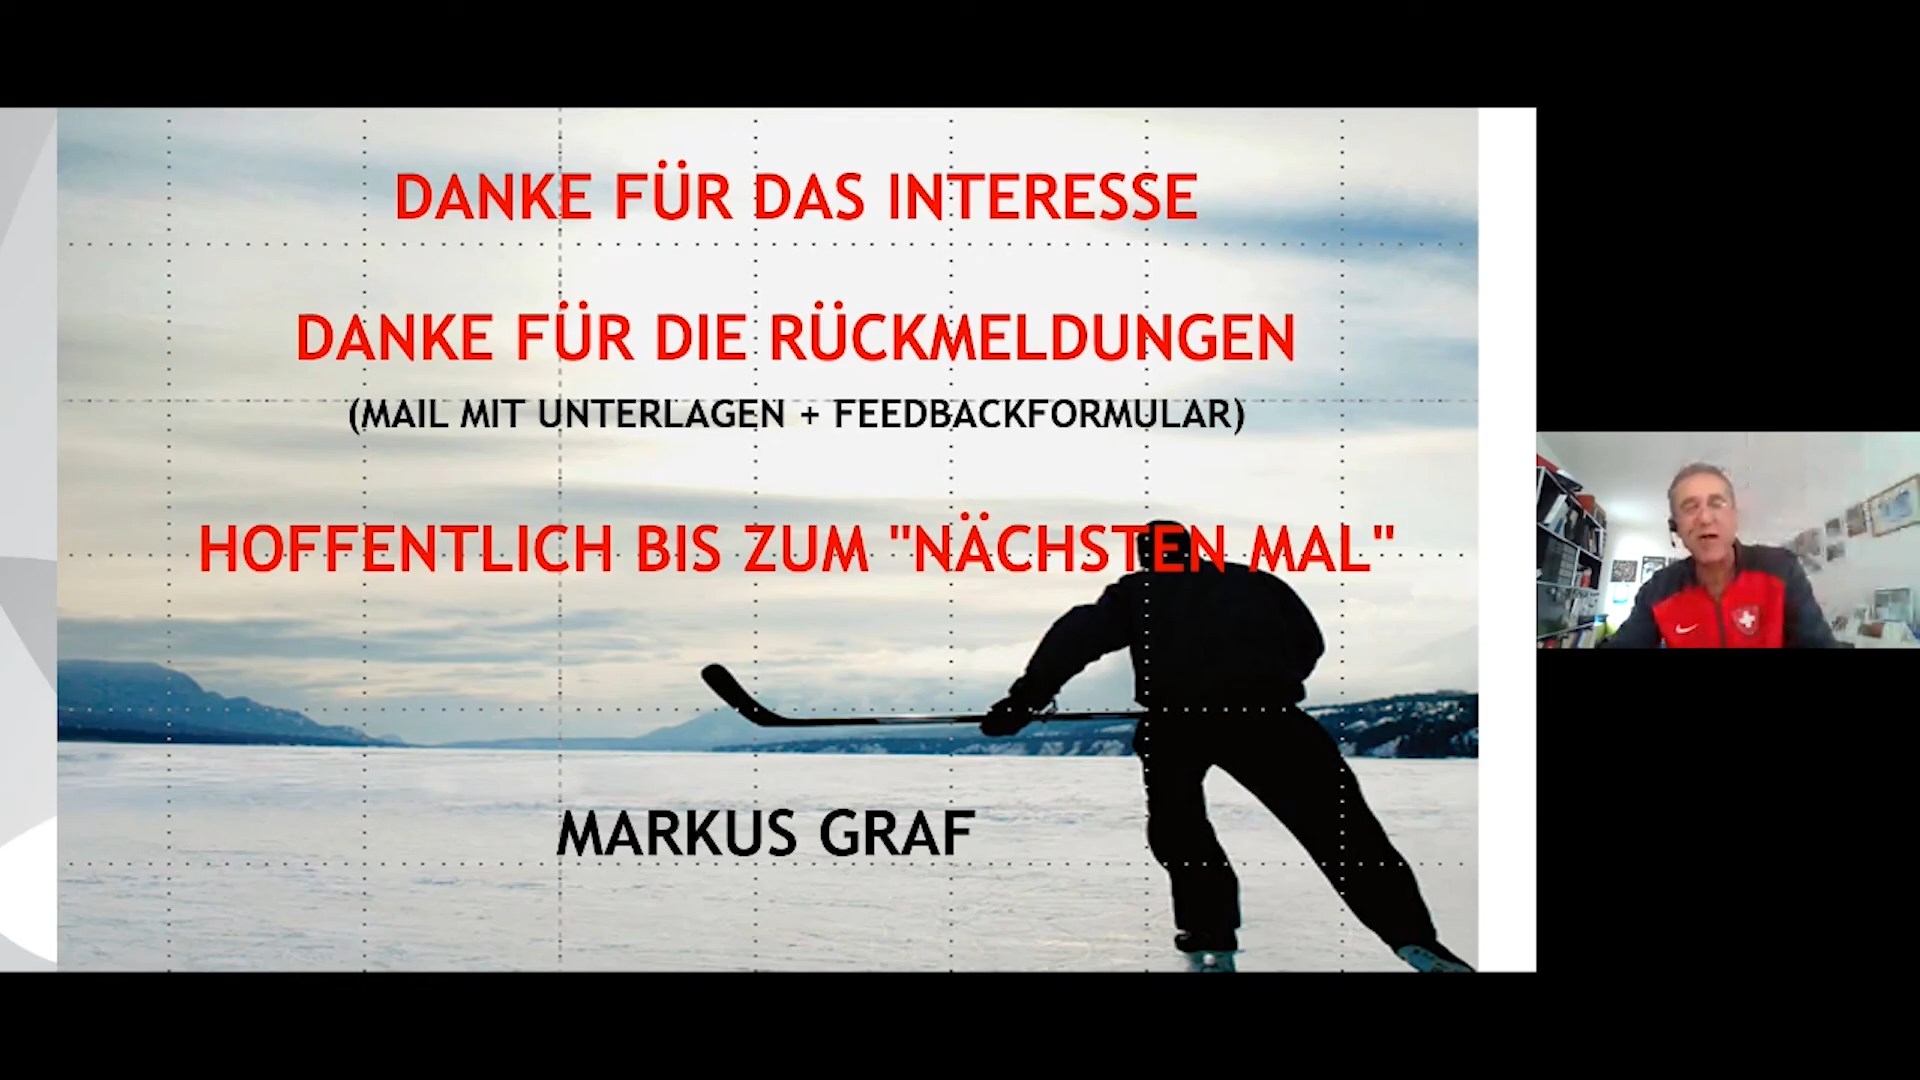 DANKE FÜR DAS INTERESSE
DANKE FÜR DIE RÜCKMELDUNGEN
(MAIL MIT UNTERLAGEN + FEEDBACKFORMULAR)
HOFFENTLICH BIS ZUM "NÄCHSTEN MAL"
MARKUS GRAF